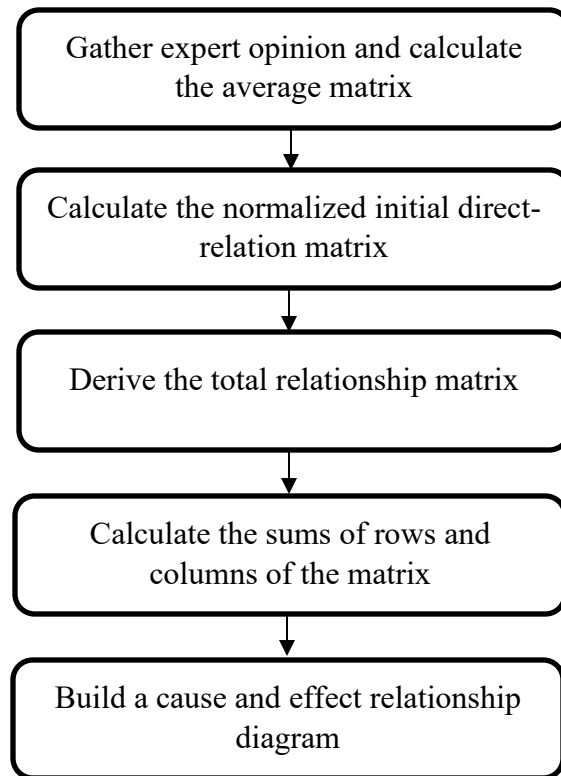 Gather expert opinion and calculate
the average matrix
Calculate the normalized initial direct-
relation matrix
Derive the total relationship matrix
Calculate the sums of rows and
columns of the matrix
Build a cause and effect relationship
diagram